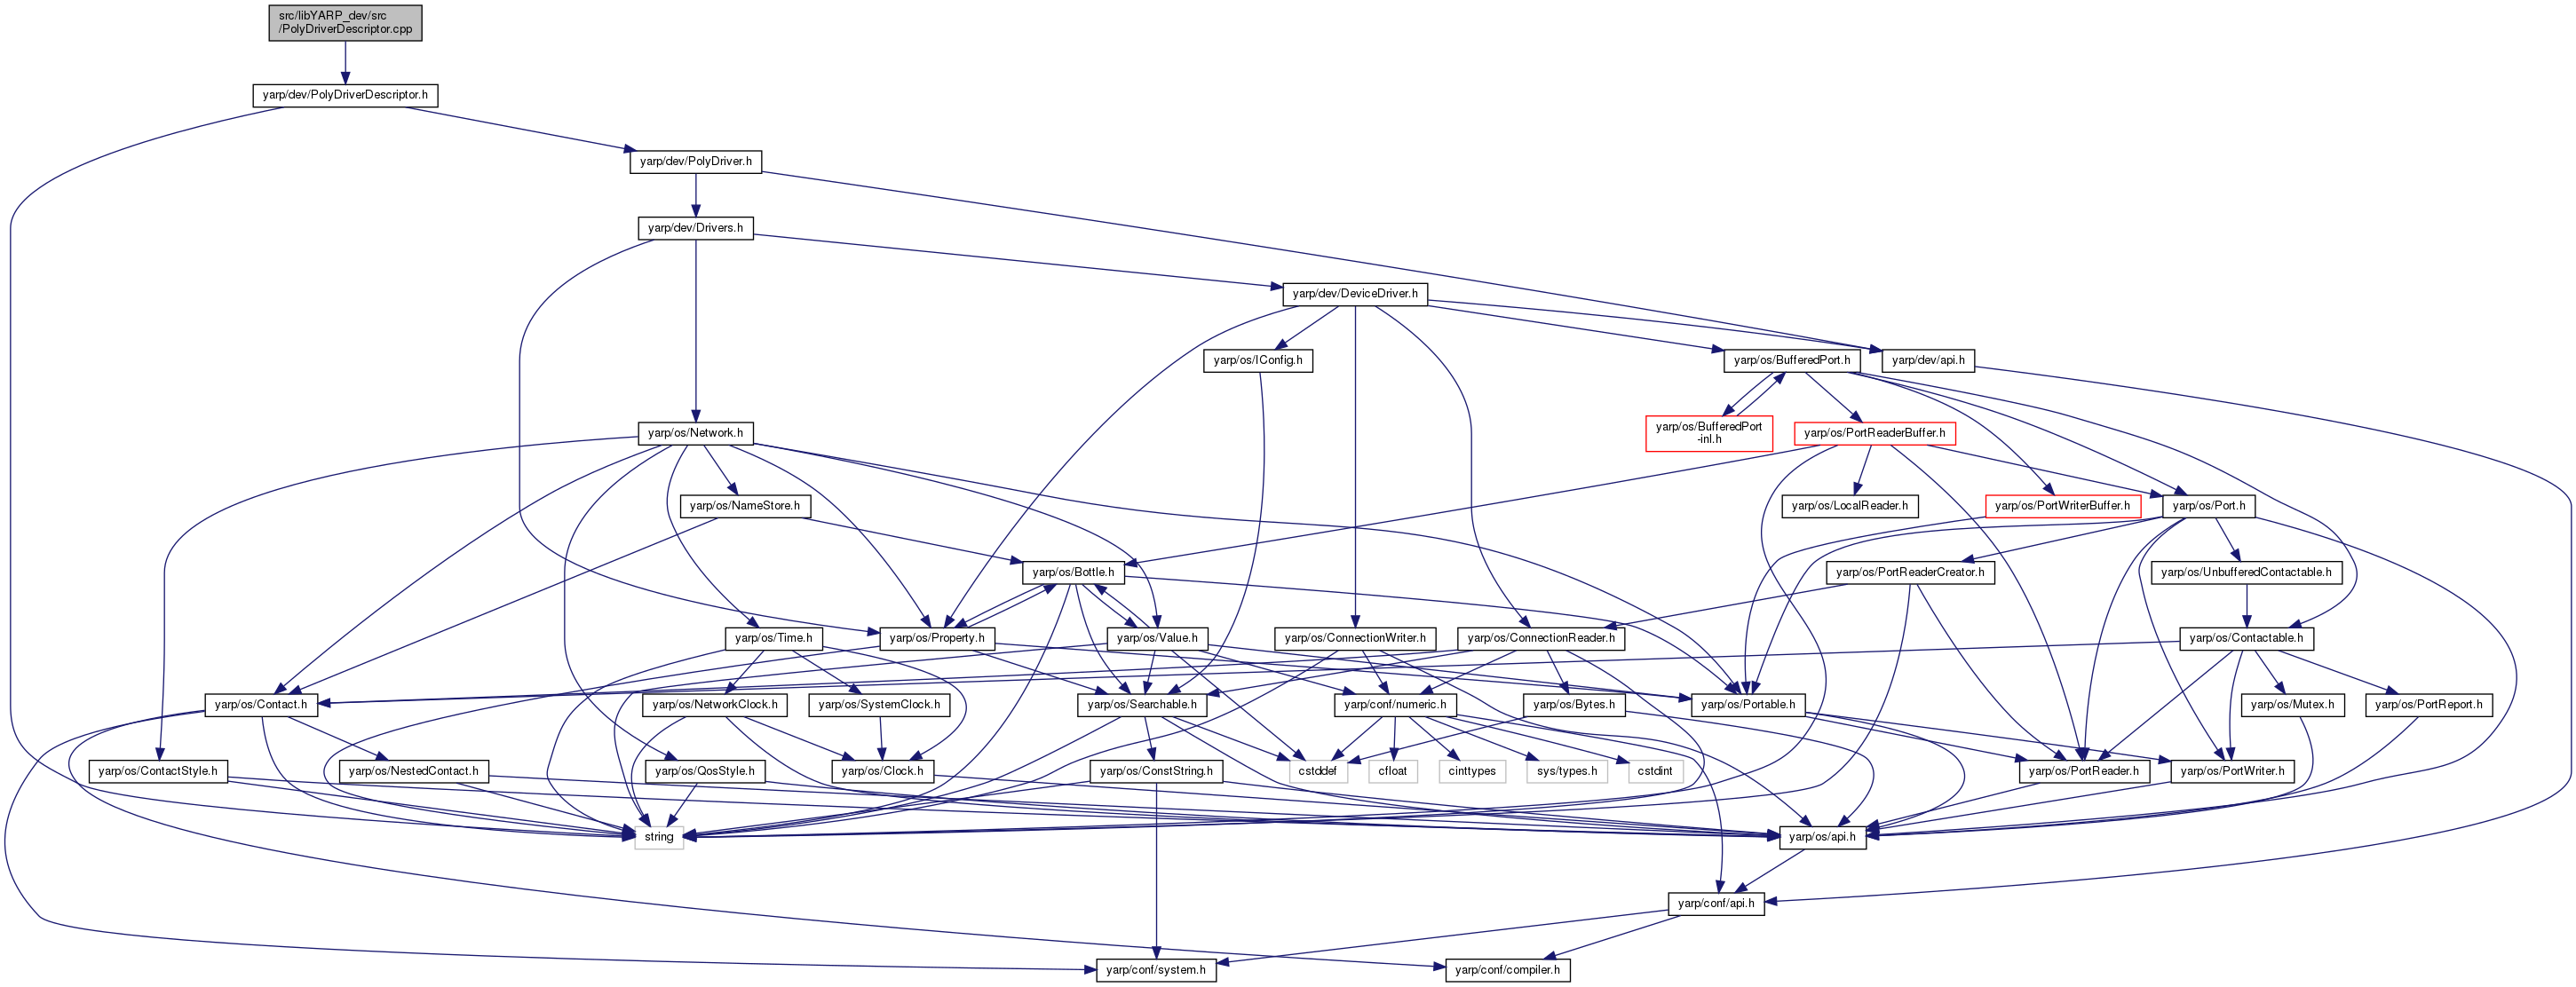 src/libYARP_dev/src
/PolyDriverDescriptor.cpp
yarp/dev/PolyDriverDescriptor.h
yarp/dev/PolyDriver.h
yarp/dev/Drivers.h
yarp/dev/DeviceDriver.h
yarp/os/IConfig.h
yarp/os/BufferedPort.h
yarp/dev/api.h
yarp/os/Network.h
yarp/os/BufferedPort
-inl.h
yarp/os/PortReaderBuffer.h
yarp/os/NameStore.h
yarp/os/LocalReader.h
yarp/os/PortWriterBuffer.h
yarp/os/Port.h
yarp/os/Bottle.h
yarp/os/PortReaderCreator.h
yarp/os/UnbufferedContactable.h
yarp/os/Time.h
yarp/os/Property.h
yarp/os/Value.h
yarp/os/ConnectionWriter.h
yarp/os/ConnectionReader.h
yarp/os/Contactable.h
yarp/os/Contact.h
yarp/os/NetworkClock.h
yarp/os/SystemClock.h
yarp/os/Searchable.h
yarp/conf/numeric.h
yarp/os/Bytes.h
yarp/os/Portable.h
yarp/os/Mutex.h
yarp/os/PortReport.h
yarp/os/ContactStyle.h
yarp/os/NestedContact.h
yarp/os/QosStyle.h
yarp/os/Clock.h
yarp/os/ConstString.h
cstddef
cfloat
cinttypes
sys/types.h
cstdint
yarp/os/PortReader.h
yarp/os/PortWriter.h
string
yarp/os/api.h
yarp/conf/api.h
yarp/conf/system.h
yarp/conf/compiler.h